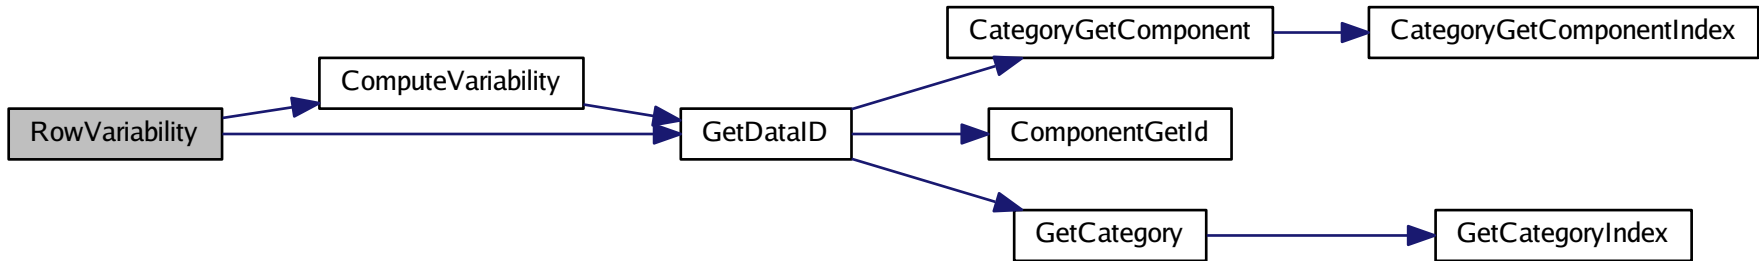 RowVariability
ComputeVariability
GetDataID
CategoryGetComponent
CategoryGetComponentIndex
ComponentGetId
GetCategory
GetCategoryIndex